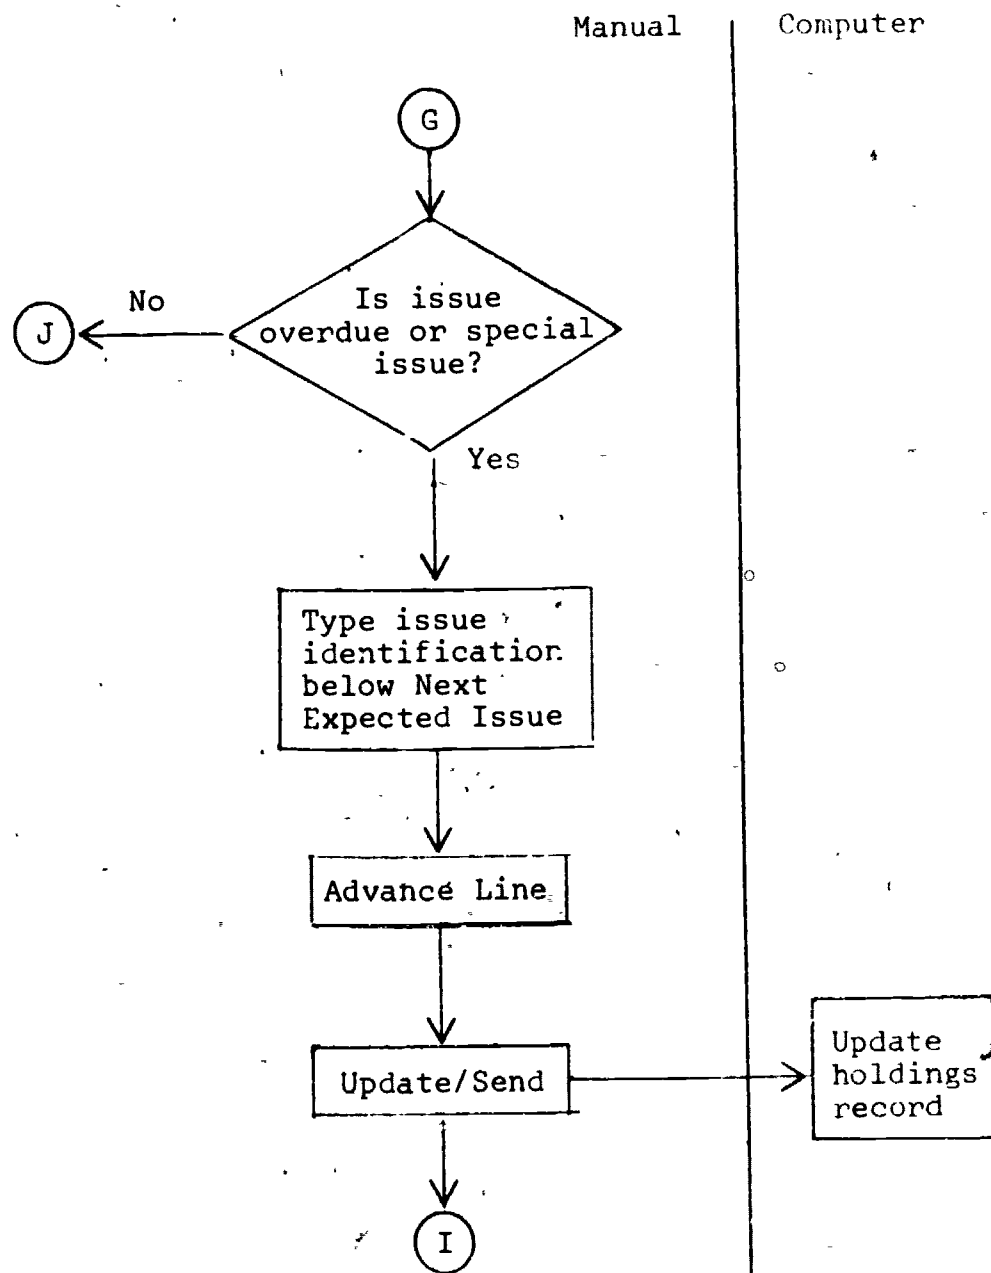 Manual Computer
G
Is issue
overdue or special
issue?
No
J
Yes
Type issue
identification
below Next
Expected Issue
Advance Line
Update/Send
Update
holdings
record
I